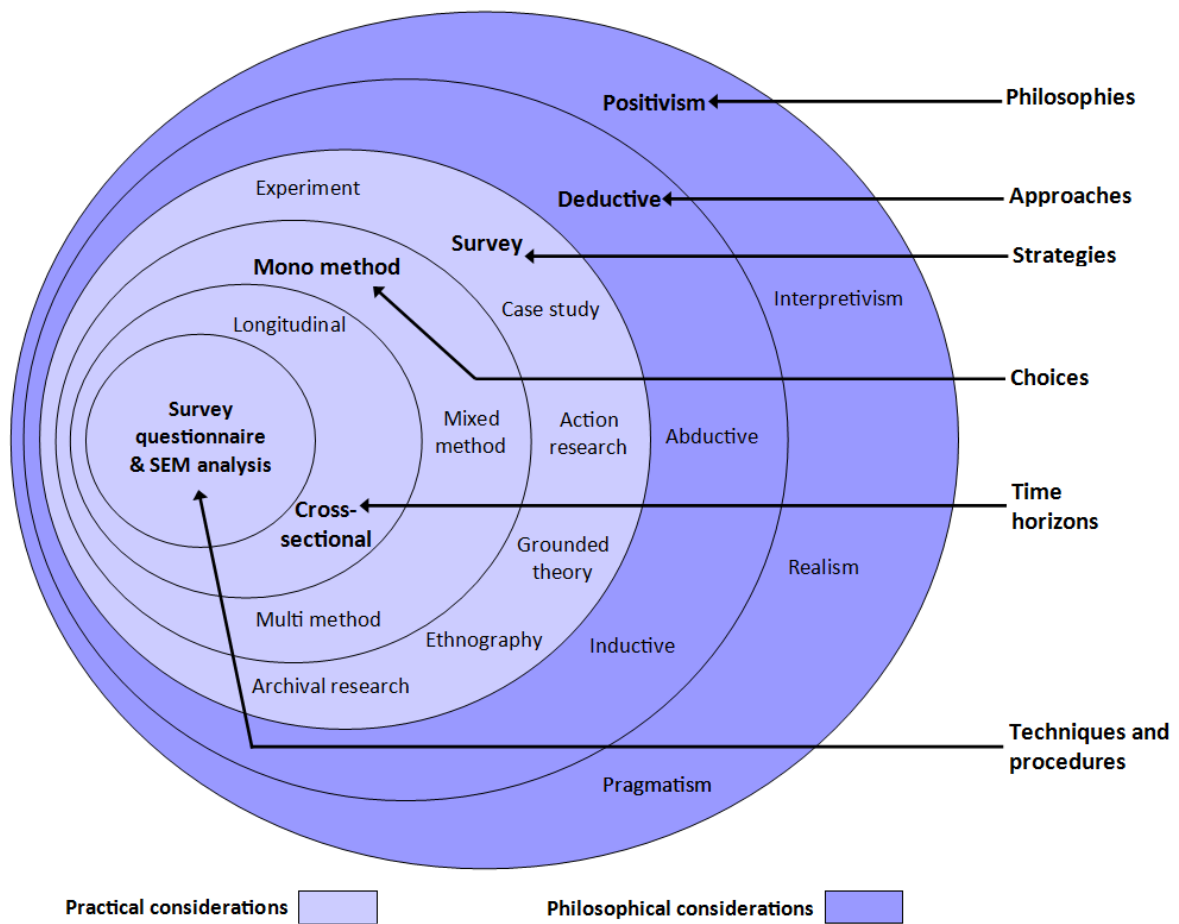 Positivism
Philosophies
Deductive
Approaches
Experiment
Survey
Strategies
Mono method
Case study
Interpretivism
Longitudinal
Choices
Survey
questionnaire
& SEM analysis
Mixed
method
Action
research
Abductive
Cross-
sectional
Time
horizons
Grounded
theory
Realism
Multi method
Ethnography
Inductive
Archival research
Techniques and
procedures
Pragmatism
Practical considerations
Philosophical considerations